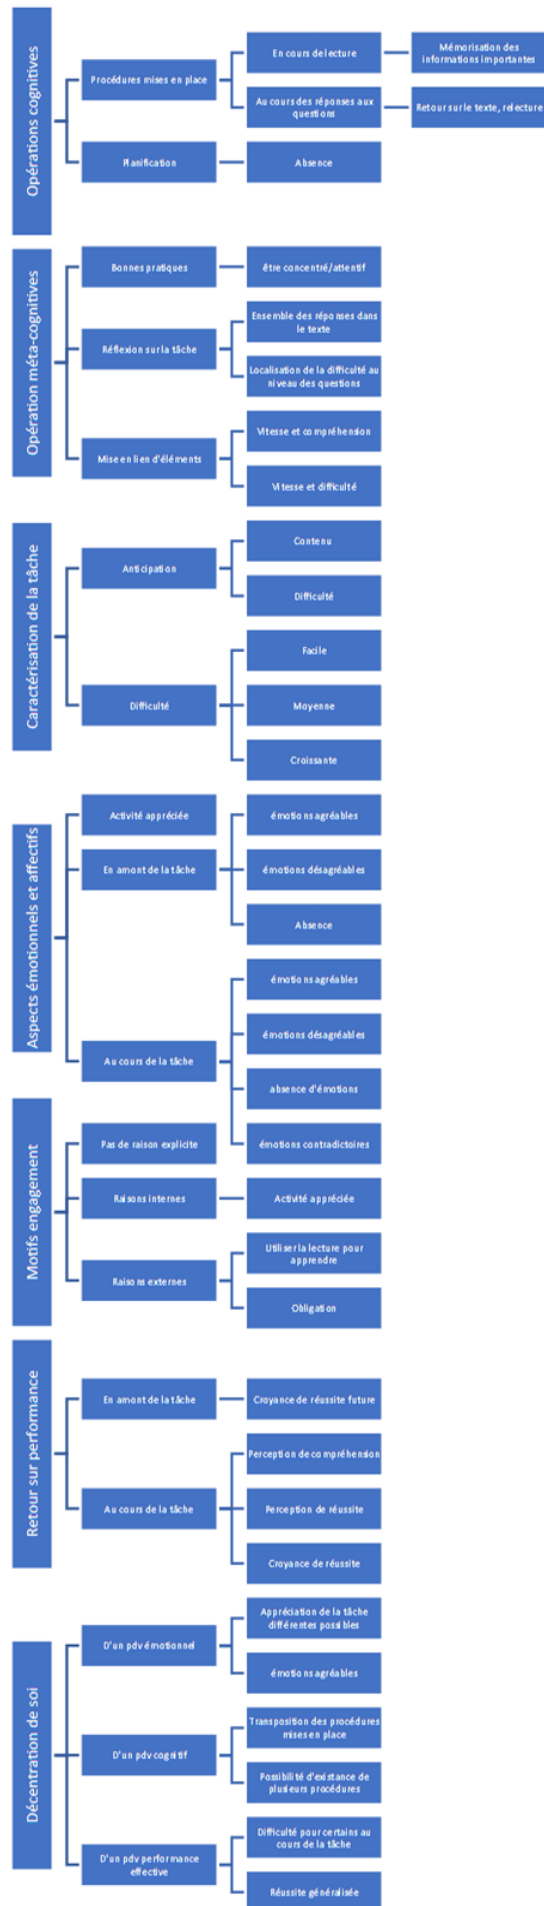 Opérations cognitives
Procédures mises en place
En cours de lecture
Mémorisation des
informations importantes
Au cours des réponses aux
questions
Retour sur le texte, relecture
Planification
Absence
Opération méta-cognitives
Bonnes pratiques
être concentré/attentif
Réflexion sur la tâche
Ensemble des réponses dans
le texte
Localisation de la difficulté au
niveau des questions
Mise en lien d'éléments
Vitesse et compréhension
Vitesse et difficulté
Caractérisation de la tâche
Anticipation
Contenu
Difficulté
Difficulté
Facile
Moyenne
Croissante
Aspects émotionnels et affectifs
Activité appréciée
En amont de la tâche
émotions agréables
émotions désagréables
Absence
Au cours de la tâche
émotions agréables
émotions désagréables
absence d'émotions
émotions contradictoires
Motifs engagement
Pas de raison explicite
Raisons internes
Activité appréciée
Raisons externes
Utiliser la lecture pour
apprendre
Obligation
Retour sur performance
En amont de la tâche
Croyance de réussite future
Au cours de la tâche
Perception de compréhension
Perception de réussite
Croyance de réussite
Décentration de soi
D'un pdv émotionnel
Appréciation de la tâche
différentes possibles
émotions agréables
D'un pdv cognitif
Transposition des procédures
mises en place
Possibilité d'existance de
plusieurs procédures
D'un pdv performance
effective
Difficulté pour certains au
cours de la tâche
Réussite généralisée